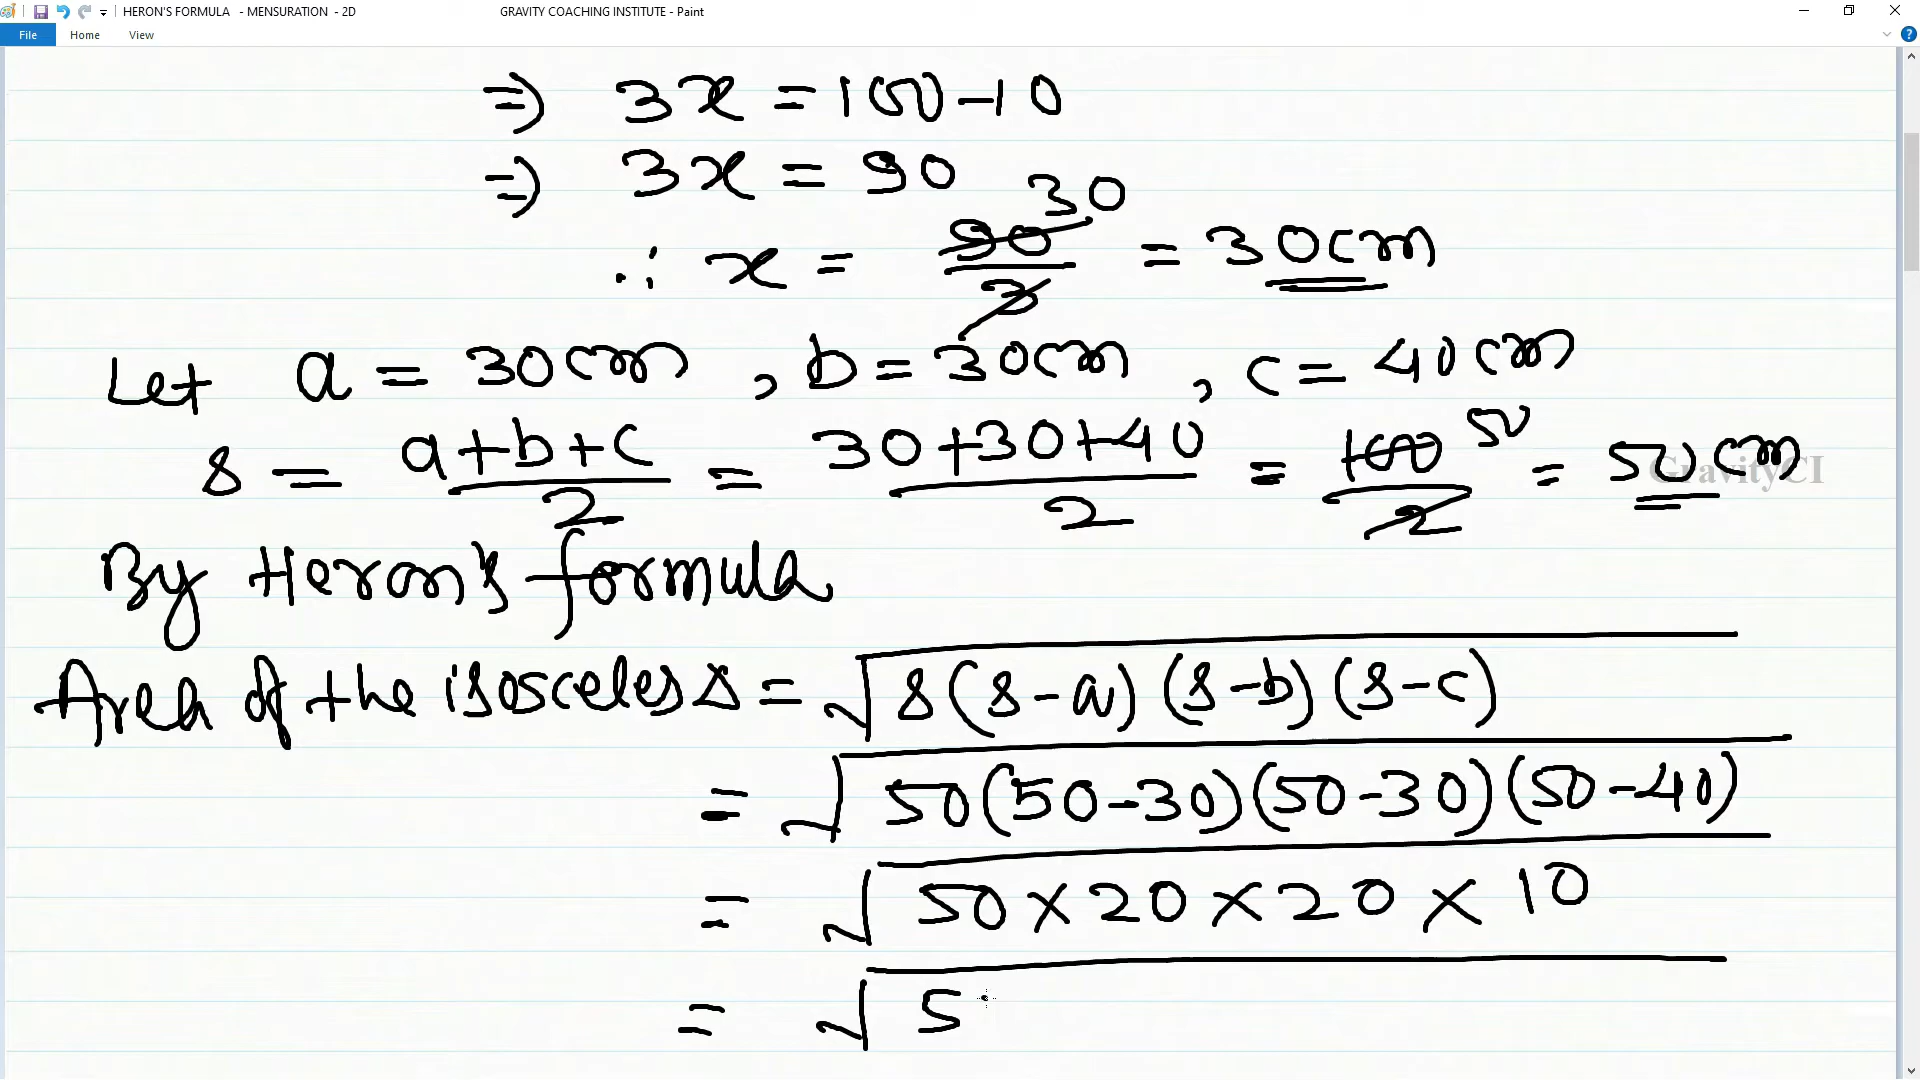 HERON'S FORMULA - MENSURATION - 2D GRAVITY COACHING INSTITUTE - Paint
File Home View
⇒ 3x = 100 - 10
⇒ 3x = 90
∴ x = 90/3 30 = 30cm
Let a = 30cm, b = 30cm, c = 40cm
s = a+b+c/2 = 30+30+40/2 = 100/2 50 = 50cm
GravityCI
By Heron's formula
Area of the isosceles Δ = √s(s-a)(s-b)(s-c)
= √50(50-30)(50-30)(50-40)
= √50×20×20×10
= √5